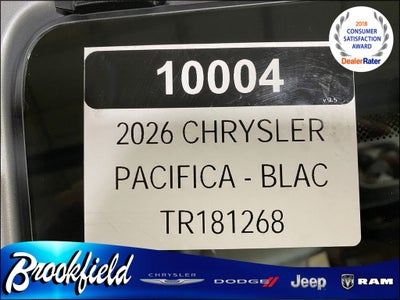 2018
CONSUMER
SATISFACTION
AWARD
DealerRater
10004
2026 CHRYSLER
PACIFICA - BLAC
TR181268
Brookfield
CHRYSLER
DODGE
Jeep
RAM